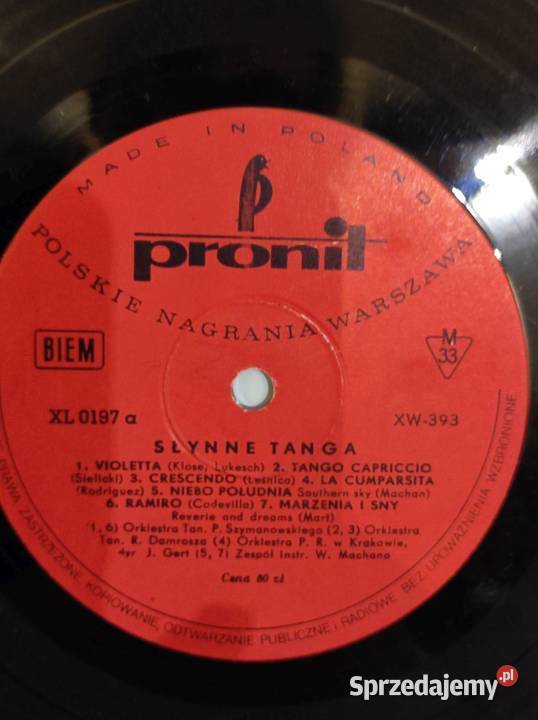 MADE IN POLAND
pronit
POLSKIE NAGRANIA WARSZAWA
BIEM
M
33
XL 0197 a
XW-393
SŁYNNE TANGA
1. VIOLETTA (Klose, Lukesch) 2. TANGO CAPRICCIO
(Sielicki) 3. CRESCENDO (Leśnica) 4. LA CUMPARSITA
(Rodriguez) 5. NIEBO POŁUDNIA Southern sky (Machan)
6. RAMIRO (Codevilla) 7. MARZENIA I SNY
Reverie and dreams (Mart)
1, 6) Orkiestra Tan. P. Szymanowskiego (2, 3) Orkiestra
Tan. R. Damrosza (4) Orkiestra P. R. w Krakowie,
dyr J. Gert (5, 7) Zespół Instr. W. Machana
Cena 80 zł
PRAWA ZASTRZEŻONE, KOPIOWANIE, ODTWARZANIE PUBLICZNE i RADIOWE BEZ UPOWAŻNIENIA WZBRONIONE
Sprzedajemy.pl